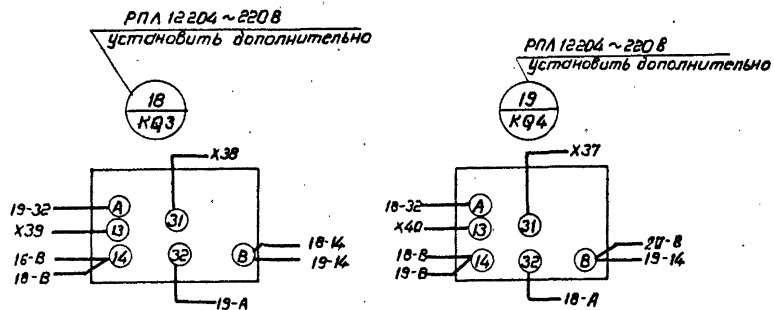 РПЛ 12204 ~ 220 В
установить дополнительно
18
KQ3
X38
19-32
A
X39
13
31
16-В
18-В
14
32
В
18-14
19-14
19-А
РПЛ 12204 ~ 220 В
установить дополнительно
19
KQ4
X37
18-32
A
X40
13
31
18-В
19-В
14
32
В
20-В
19-14
18-А